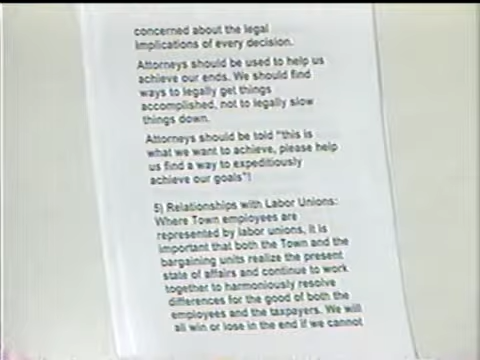 concerned about the legal
implications of every decision.
Attorneys should be used to help us
achieve our ends. We should find
ways to legally get things
accomplished, not to legally slow
things down.
Attorneys should be told "this is
what we want to achieve, please help
us find a way to expeditiously
achieve our goals"!
5) Relationships with Labor Unions:
Where Town employees are
represented by labor unions, it is
important that both the Town and the
bargaining units realize the present
state of affairs and continue to work
together to harmoniously resolve
differences for the good of both the
employees and the taxpayers. We will
all win or lose in the end if we cannot